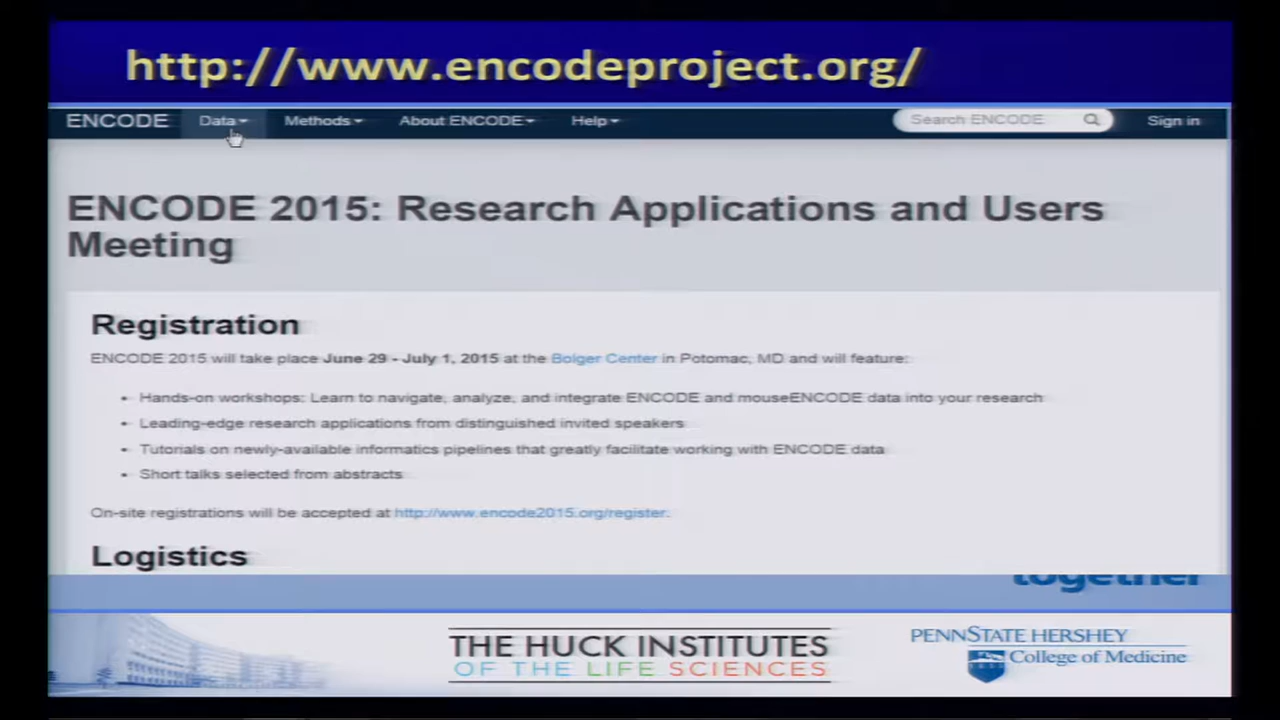 http://www.encodeproject.org/
ENCODE Data Methods About ENCODE Help Search ENCODE Sign in
ENCODE 2015: Research Applications and Users
Meeting
Registration
ENCODE 2015 will take place June 29 - July 1, 2015 at the Bolger Center in Potomac, MD and will feature:
• Hands-on workshops: Learn to navigate, analyze, and integrate ENCODE and mouseENCODE data into your research
• Leading-edge research applications from distinguished invited speakers
• Tutorials on newly-available informatics pipelines that greatly facilitate working with ENCODE data
• Short talks selected from abstracts
On-site registrations will be accepted at http://www.encode2015.org/register.
Logistics
together
THE HUCK INSTITUTES
OF THE LIFE SCIENCES
PENNSTATE HERSHEY
College of Medicine